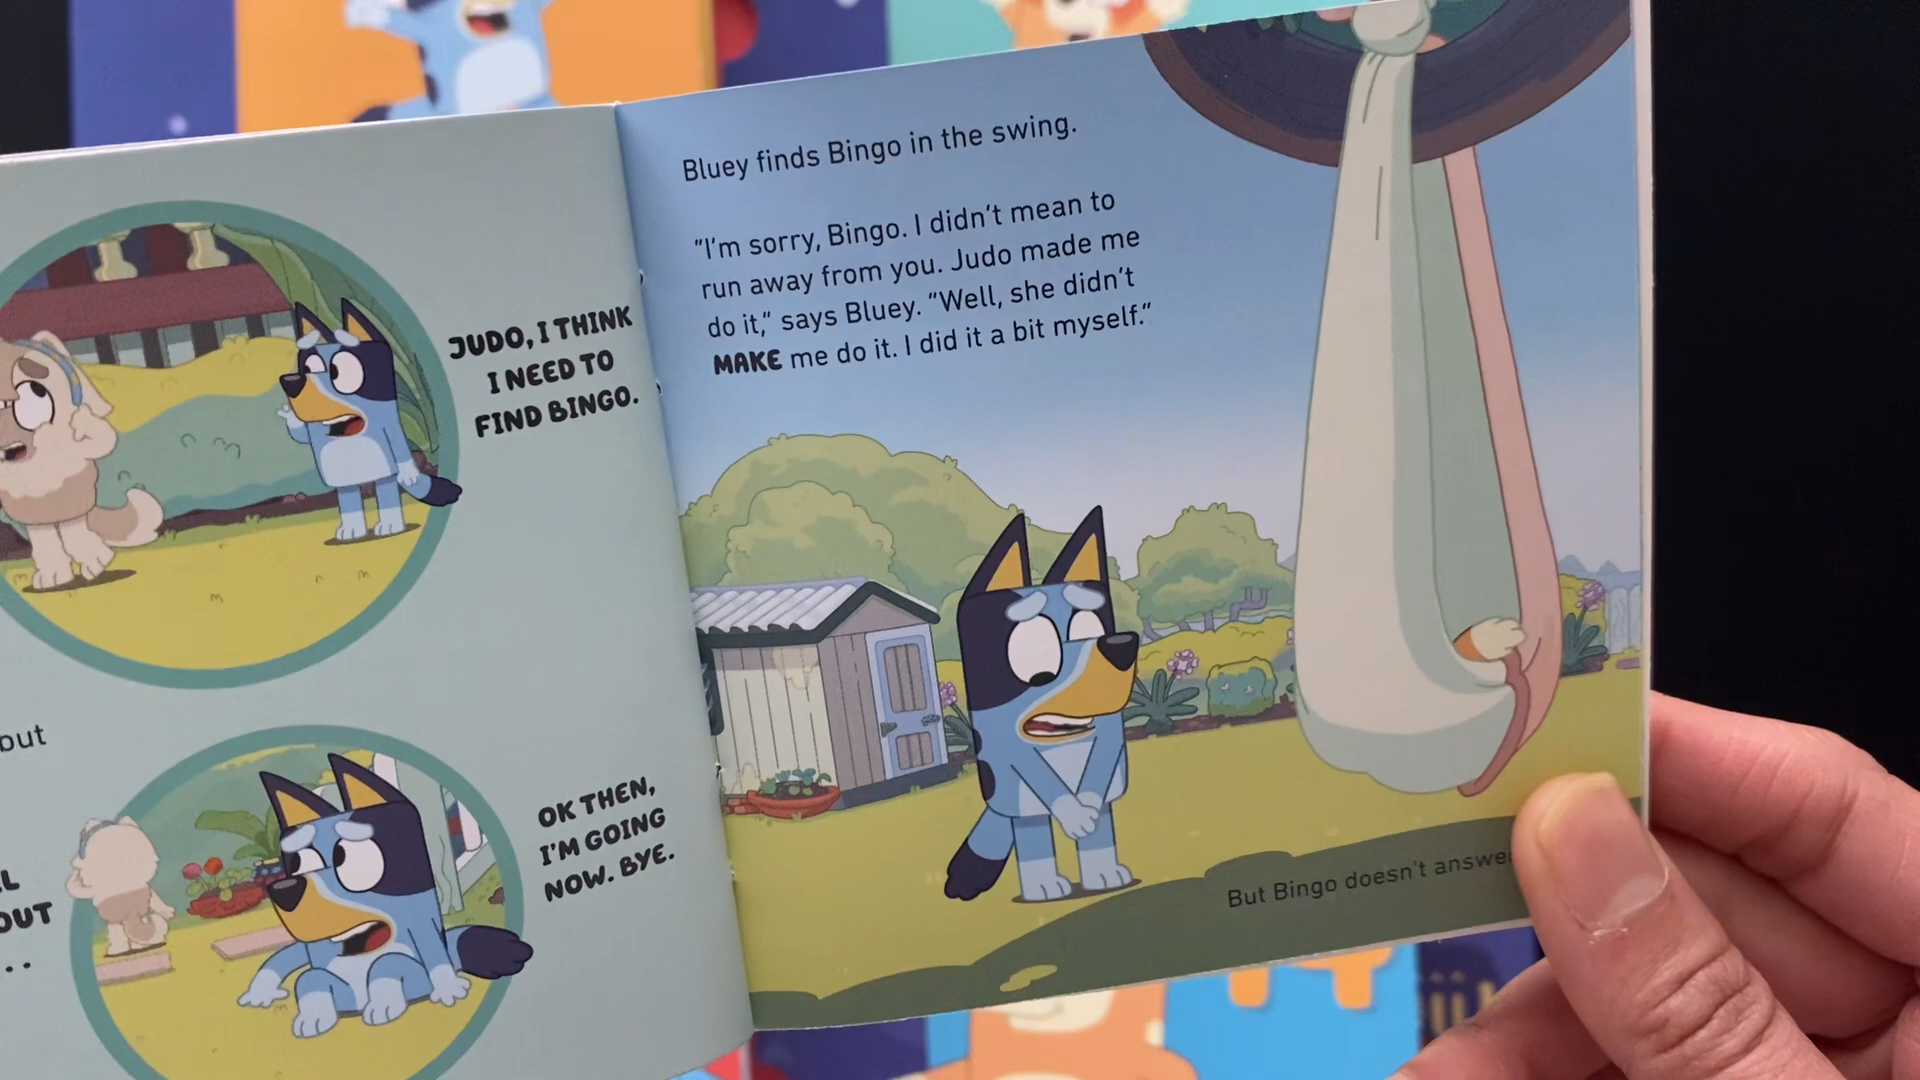 JUDO, I THINK
I NEED TO
FIND BINGO.
but
OUT
..
OK THEN,
I'M GOING
NOW. BYE.
Bluey finds Bingo in the swing.
"I'm sorry, Bingo. I didn't mean to
run away from you. Judo made me
do it," says Bluey. "Well, she didn't
MAKE me do it. I did it a bit myself."
But Bingo doesn't answe